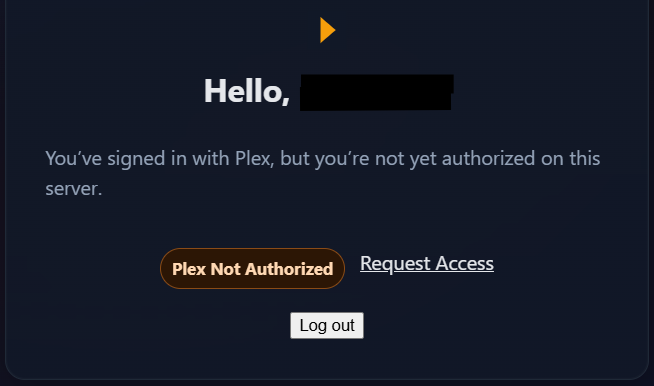 Hello,
You’ve signed in with Plex, but you’re not yet authorized on this
server.
Plex Not Authorized Request Access
Log out